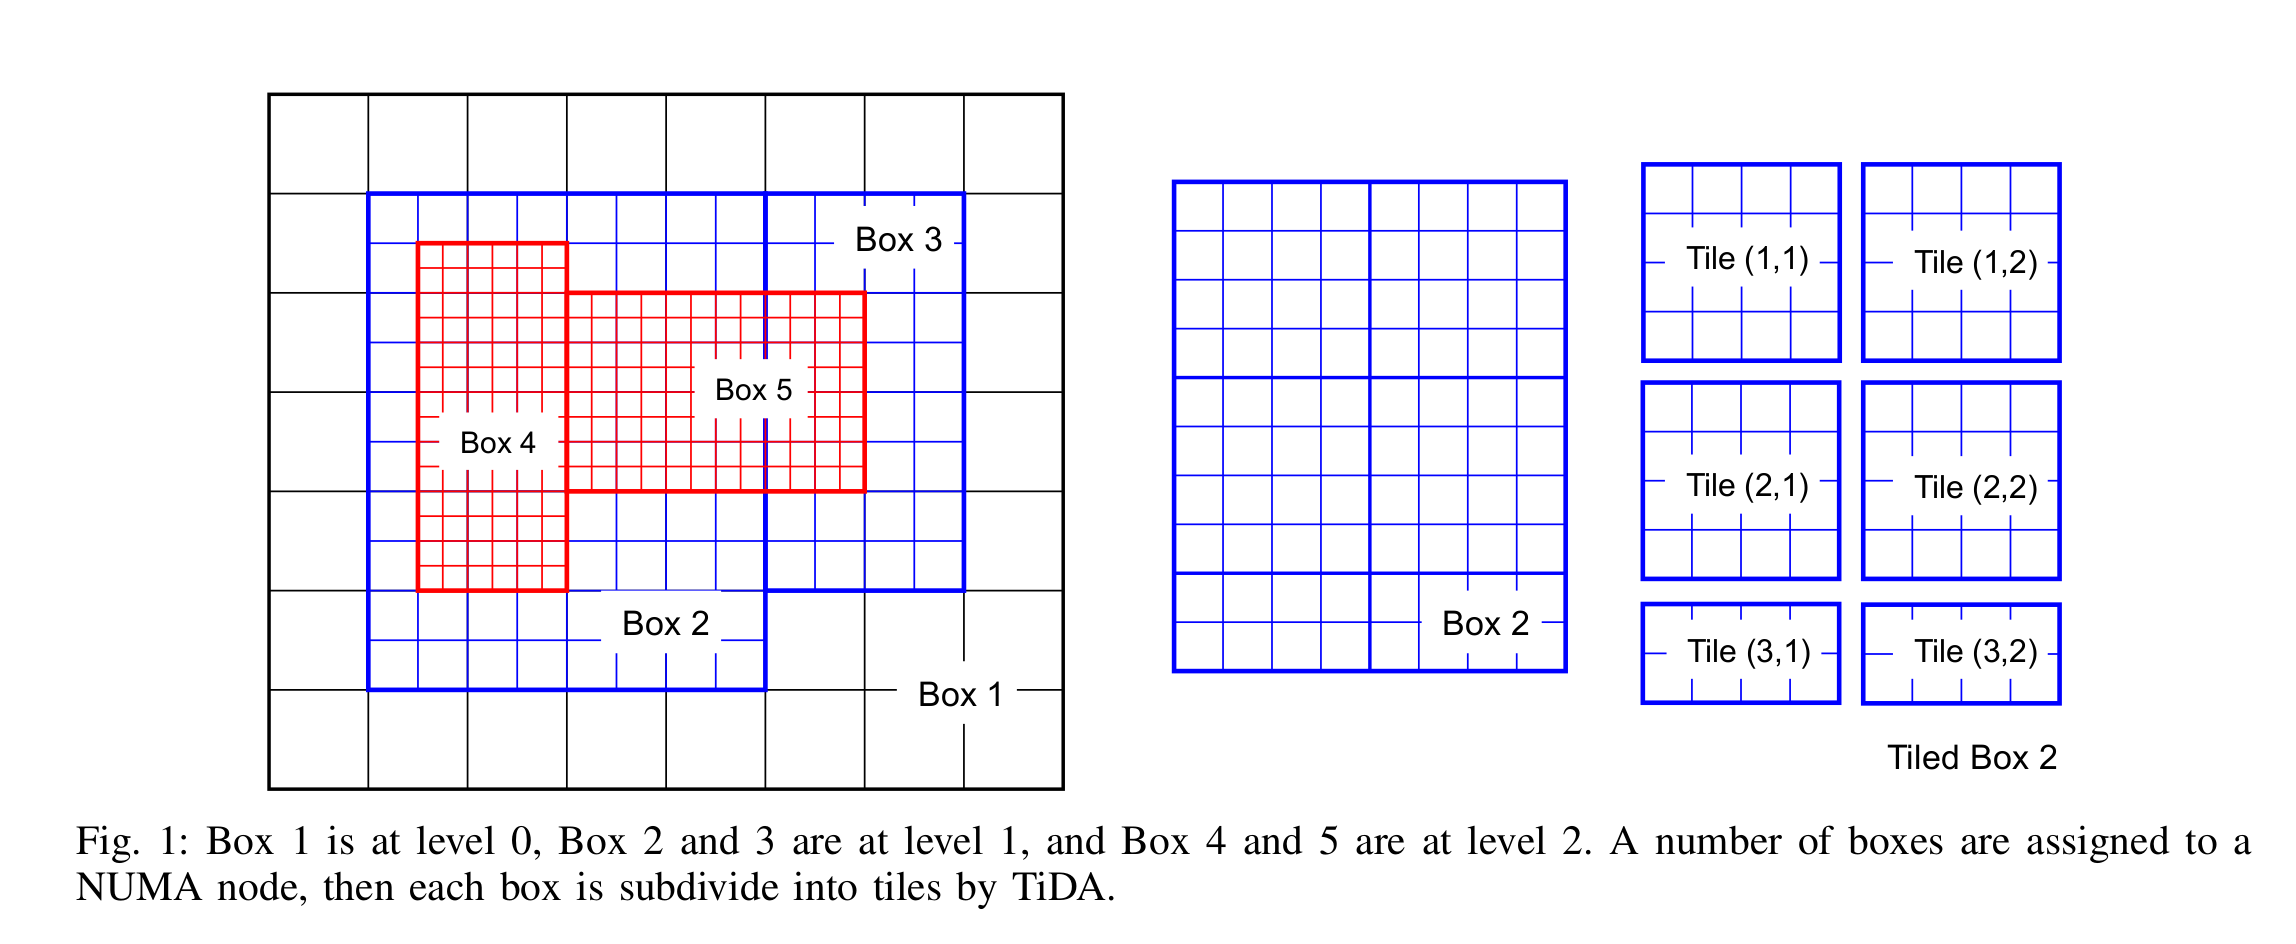 Box 3
Box 5
Box 4
Box 2
Box 1
Box 2
Tile (1,1)
Tile (1,2)
Tile (2,1)
Tile (2,2)
Tile (3,1)
Tile (3,2)
Tiled Box 2
Fig. 1: Box 1 is at level 0, Box 2 and 3 are at level 1, and Box 4 and 5 are at level 2. A number of boxes are assigned to a
NUMA node, then each box is subdivide into tiles by TiDA.